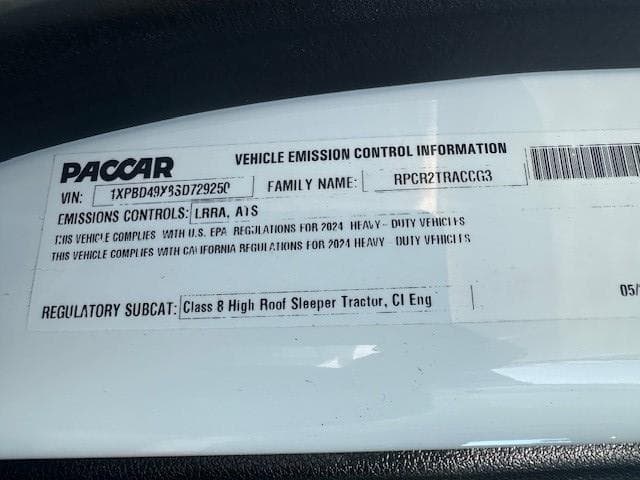 PACCAR VEHICLE EMISSION CONTROL INFORMATION
VIN: FAMILY NAME: RPCR2TRACCG3
EMISSIONS CONTROLS: LRRA, ATS
THIS VEHICLE COMPLIES WITH U.S. EPA REGULATIONS FOR 2024 HEAVY - DUTY VEHICLES
THIS VEHICLE COMPLIES WITH CALIFORNIA REGULATIONS FOR 2024 HEAVY - DUTY VEHICLES
REGULATORY SUBCAT: Class 8 High Roof Sleeper Tractor, CI Eng 05/